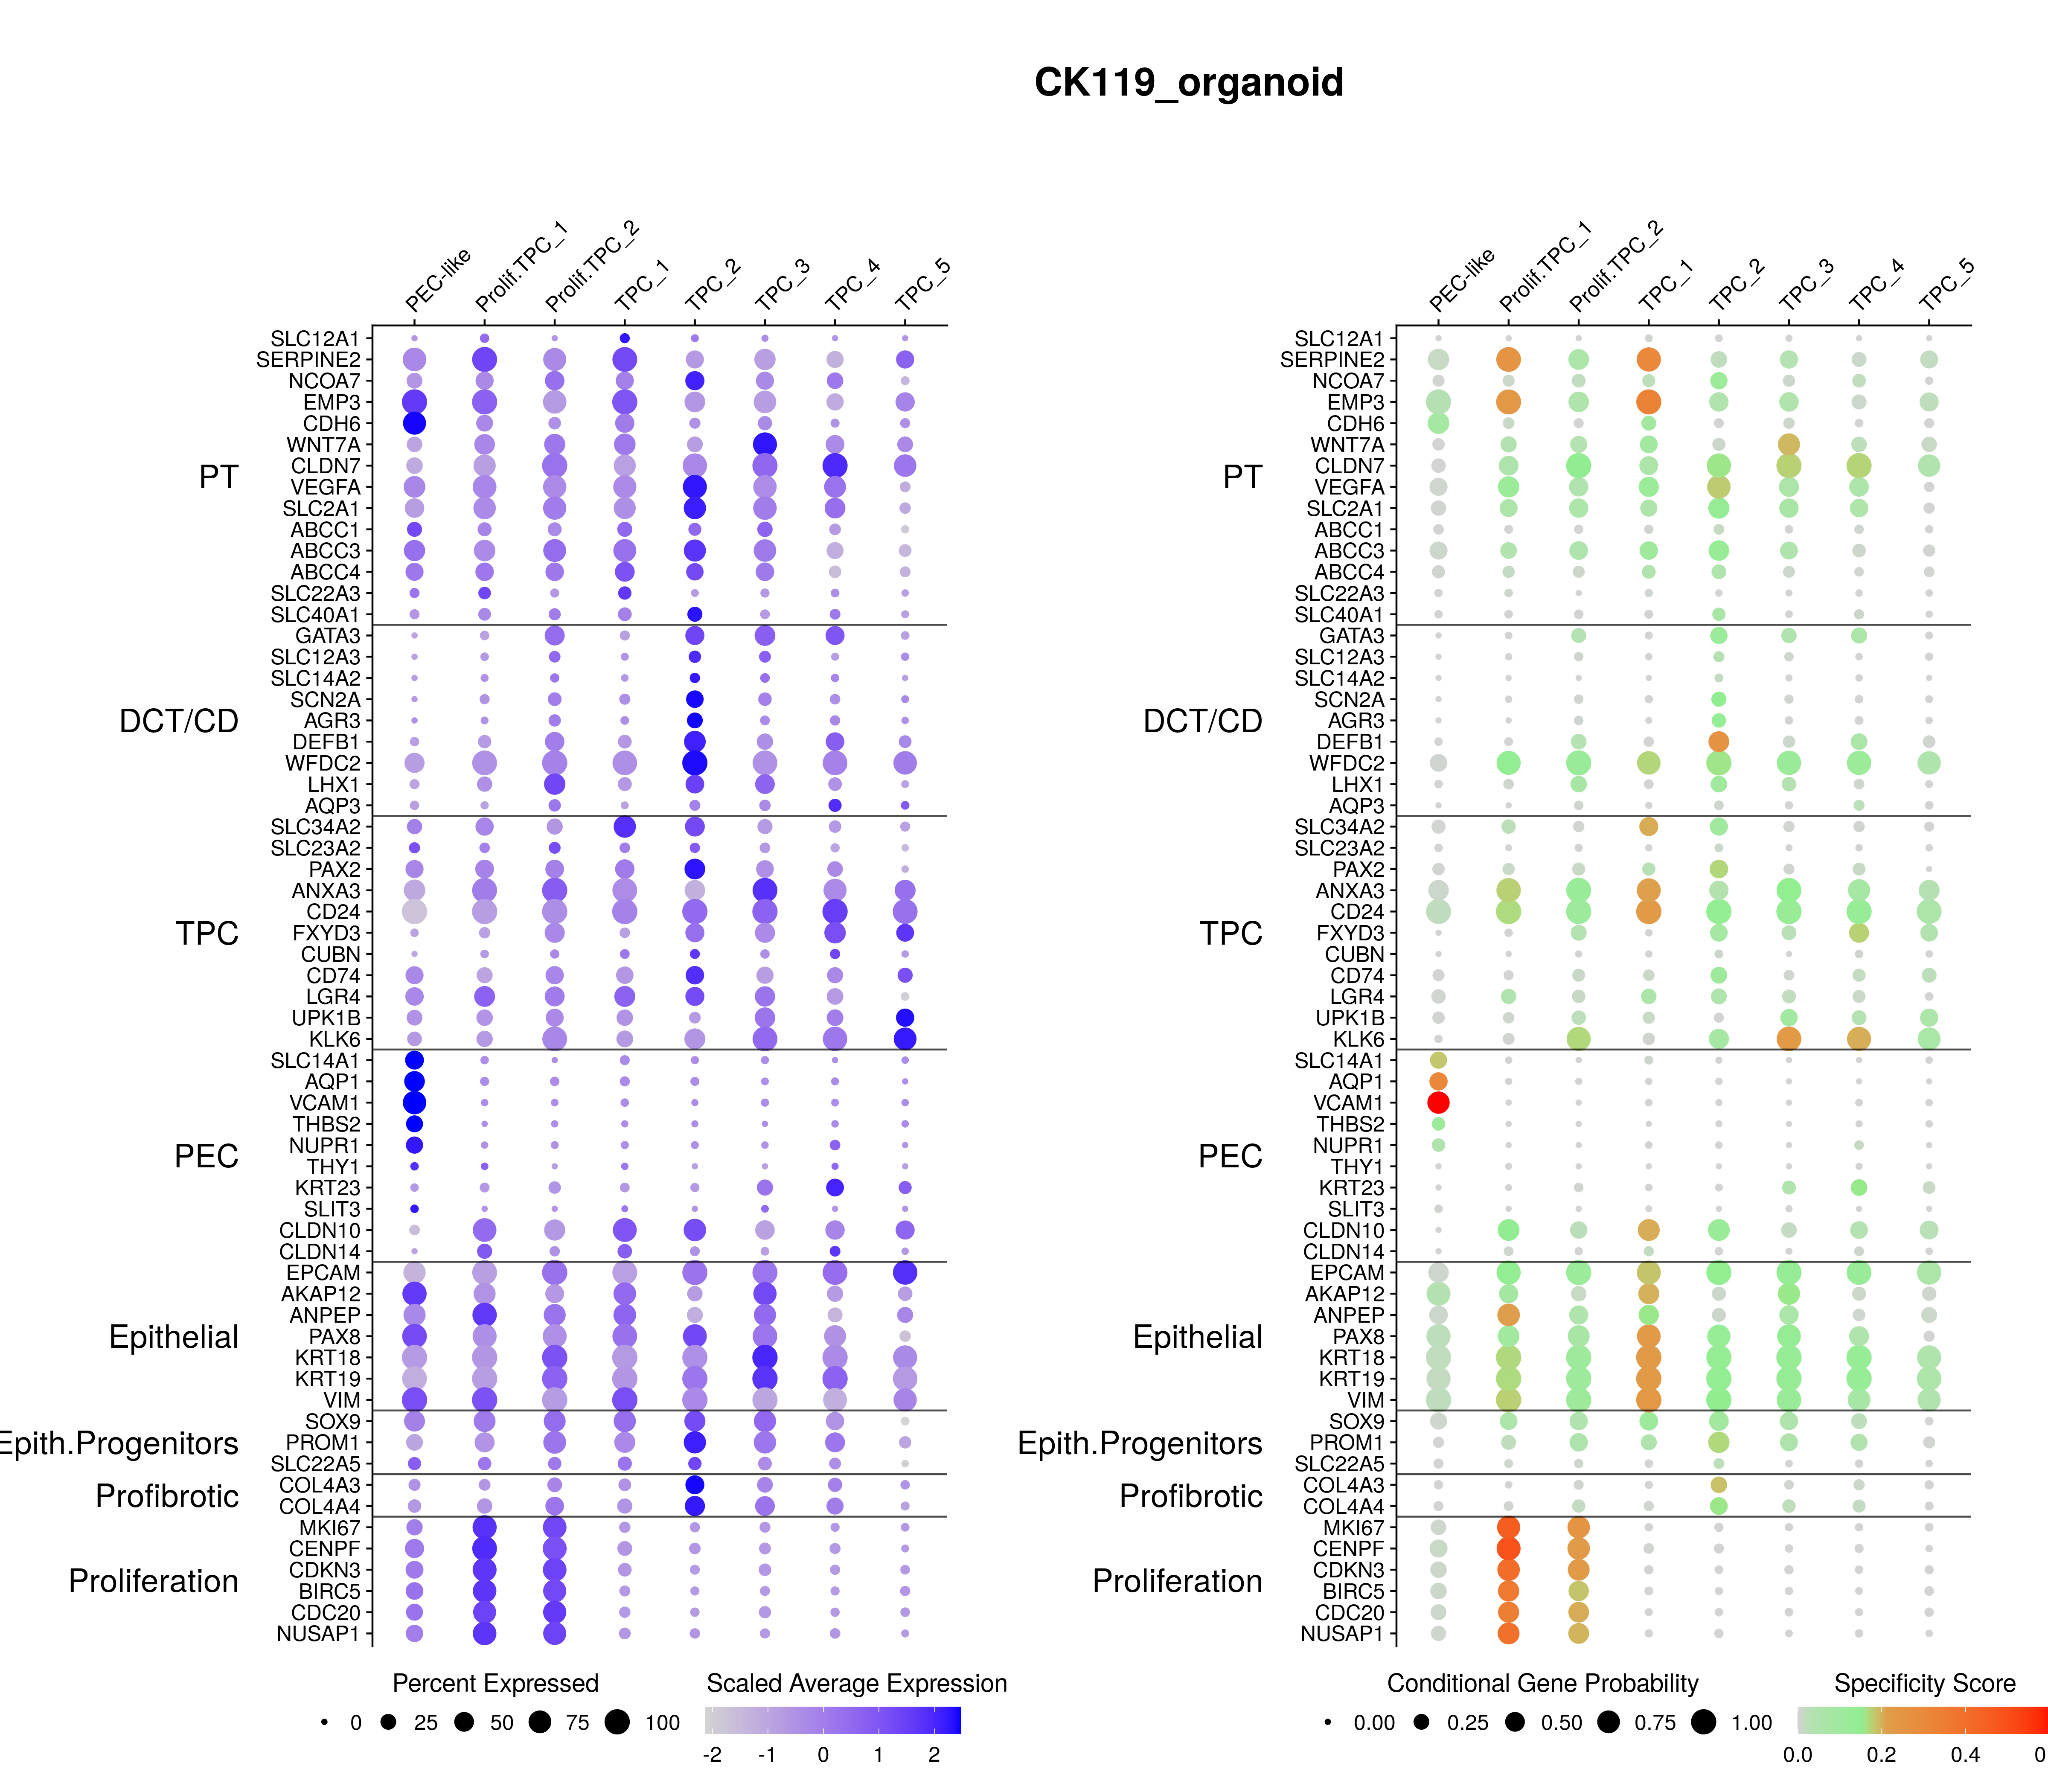 CK119_organoid
PEC-like
Prolif.TPC_1
Prolif.TPC_2
TPC_1
TPC_2
TPC_3
TPC_4
TPC_5
SLC12A1
SERPINE2
NCOA7
EMP3
CDH6
WNT7A
CLDN7
VEGFA
SLC2A1
ABCC1
ABCC3
ABCC4
SLC22A3
SLC40A1
GATA3
SLC12A3
SLC14A2
SCN2A
AGR3
DEFB1
WFDC2
LHX1
AQP3
SLC34A2
SLC23A2
PAX2
ANXA3
CD24
FXYD3
CUBN
CD74
LGR4
UPK1B
KLK6
SLC14A1
AQP1
VCAM1
THBS2
NUPR1
THY1
KRT23
SLIT3
CLDN10
CLDN14
EPCAM
AKAP12
ANPEP
PAX8
KRT18
KRT19
VIM
SOX9
PROM1
SLC22A5
COL4A3
COL4A4
MKI67
CENPF
CDKN3
BIRC5
CDC20
NUSAP1
PT
DCT/CD
TPC
PEC
Epithelial
Epith.Progenitors
Profibrotic
Proliferation
Percent Expressed
0 25 50 75 100
Scaled Average Expression
-2 -1 0 1 2
PEC-like
Prolif.TPC_1
Prolif.TPC_2
TPC_1
TPC_2
TPC_3
TPC_4
TPC_5
SLC12A1
SERPINE2
NCOA7
EMP3
CDH6
WNT7A
CLDN7
VEGFA
SLC2A1
ABCC1
ABCC3
ABCC4
SLC22A3
SLC40A1
GATA3
SLC12A3
SLC14A2
SCN2A
AGR3
DEFB1
WFDC2
LHX1
AQP3
SLC34A2
SLC23A2
PAX2
ANXA3
CD24
FXYD3
CUBN
CD74
LGR4
UPK1B
KLK6
SLC14A1
AQP1
VCAM1
THBS2
NUPR1
THY1
KRT23
SLIT3
CLDN10
CLDN14
EPCAM
AKAP12
ANPEP
PAX8
KRT18
KRT19
VIM
SOX9
PROM1
SLC22A5
COL4A3
COL4A4
MKI67
CENPF
CDKN3
BIRC5
CDC20
NUSAP1
PT
DCT/CD
TPC
PEC
Epithelial
Epith.Progenitors
Profibrotic
Proliferation
Conditional Gene Probability
0.00 0.25 0.50 0.75 1.00
Specificity Score
0.0 0.2 0.4